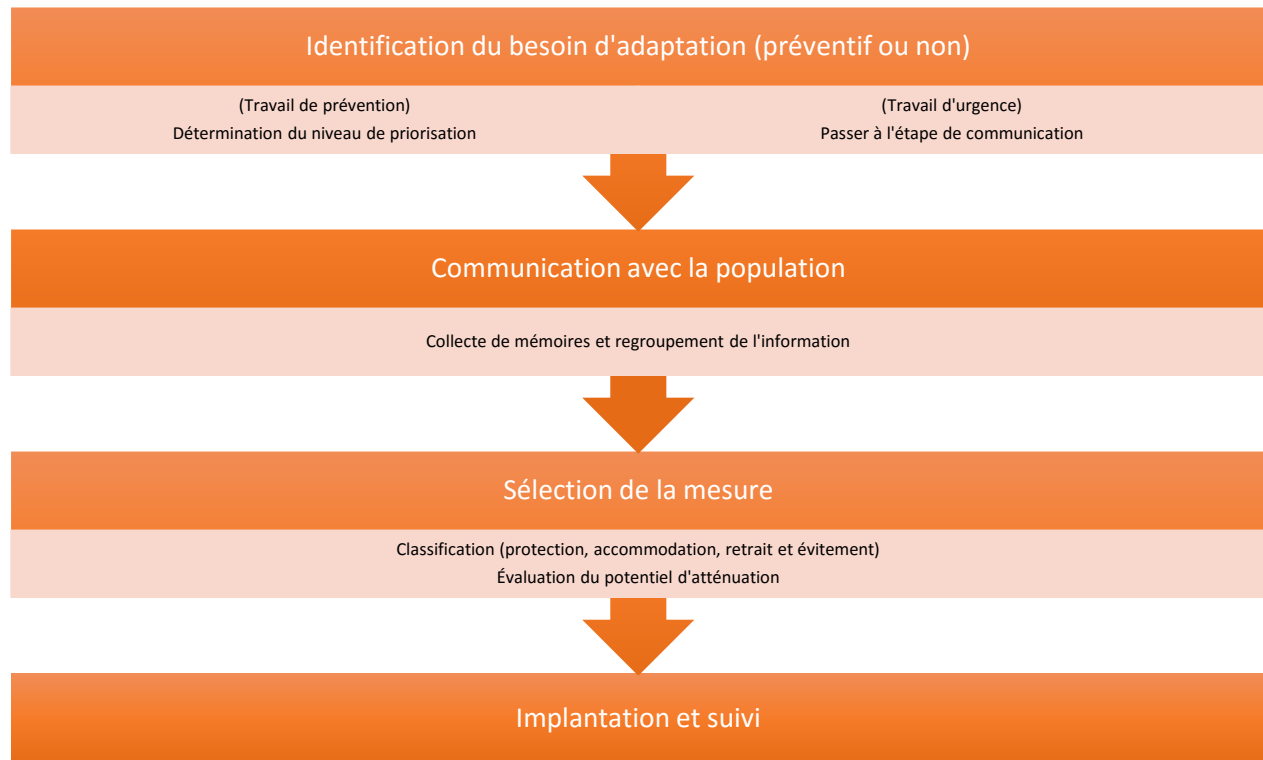 Identification du besoin d'adaptation (préventif ou non)
(Travail de prévention)
Détermination du niveau de priorisation
(Travail d'urgence)
Passer à l'étape de communication
Communication avec la population
Collecte de mémoires et regroupement de l'information
Sélection de la mesure
Classification (protection, accommodation, retrait et évitement)
Évaluation du potentiel d'atténuation
Implantation et suivi